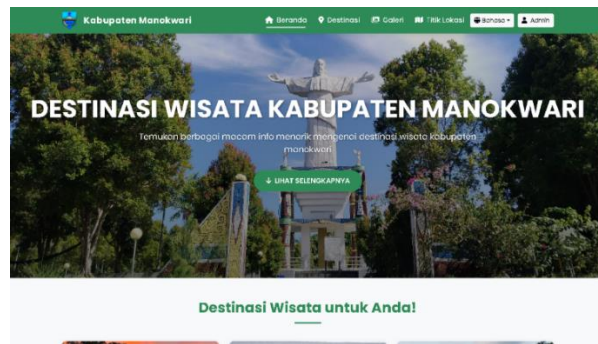 Kabupaten Manokwari
Beranda
Destinasi
Galeri
Titik Lokasi
Bahasa
Admin
DESTINASI WISATA KABUPATEN MANOKWARI
Temukan berbagai macam info menarik mengenai destinasi wisata kabupaten
manokwari
LIHAT SELENGKAPNYA
Destinasi Wisata untuk Anda!